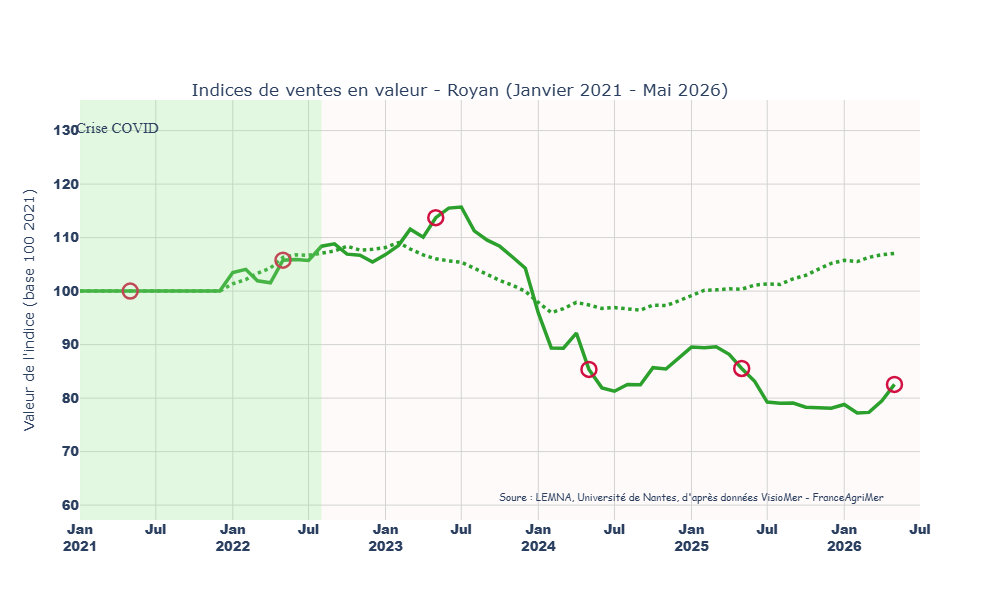 Indices de ventes en valeur - Royan (Janvier 2021 - Mai 2026)
Crise COVID
Valeur de l'indice (base 100 2021)
130
120
110
100
90
80
70
60
Soure : LEMNA, Université de Nantes, d'après données VisioMer - FranceAgriMer
Jan Jul Jan Jul Jan Jul Jan Jul Jan Jul Jan Jul
2021 2022 2023 2024 2025 2026